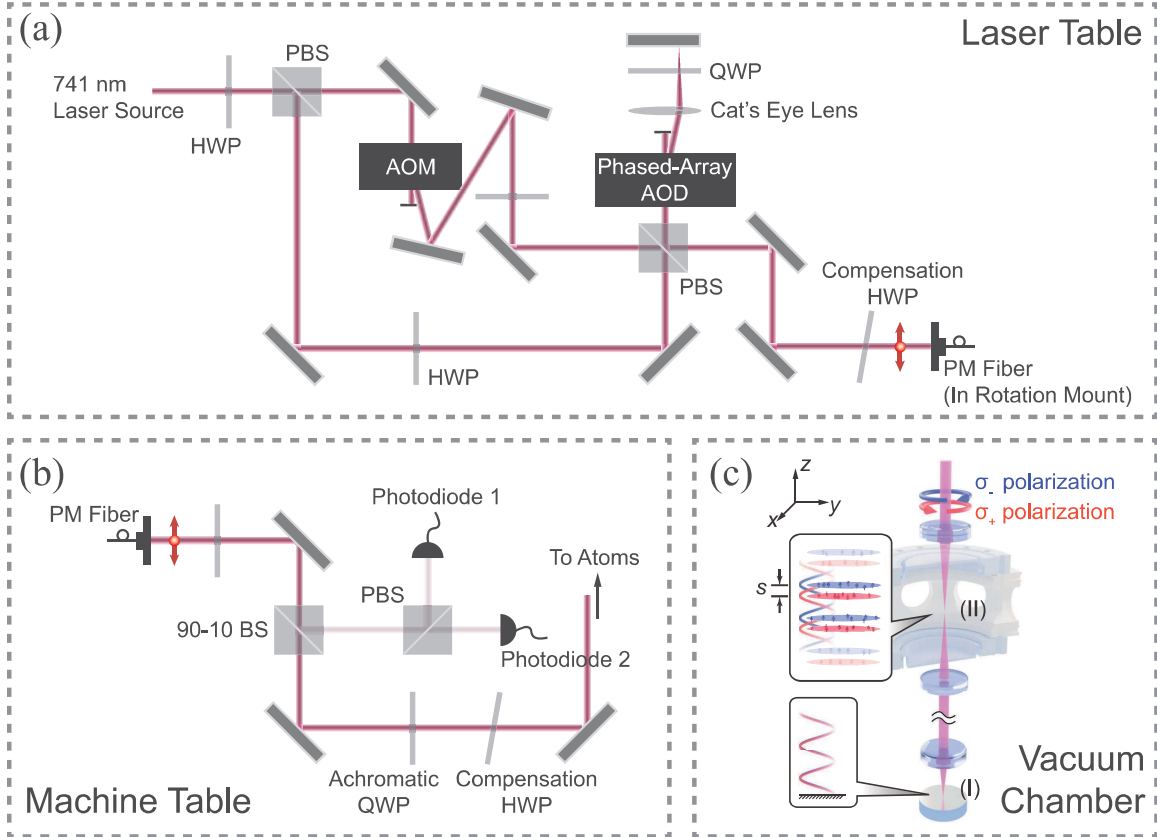 (a)
Laser Table
PBS
QWP
741 nm
Laser Source
Cat's Eye Lens
HWP
AOM
Phased-Array
AOD
Compensation
HWP
PBS
HWP
PM Fiber
(In Rotation Mount)
(b)
Photodiode 1
PM Fiber
To Atoms
PBS
90-10 BS
Photodiode 2
Achromatic
QWP
Compensation
HWP
Machine Table
(c)
z
y
x
σ- polarization
σ+ polarization
s
(II)
(I)
Vacuum
Chamber